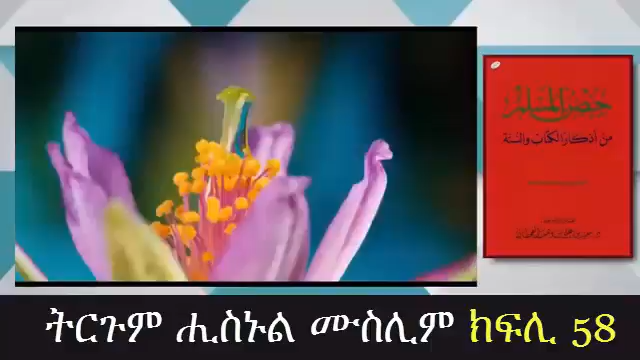 حصن المسلم
من أذكار الكتاب والسنة
ትርጉም ሒስኑል ሙስሊም ክፍሊ 58